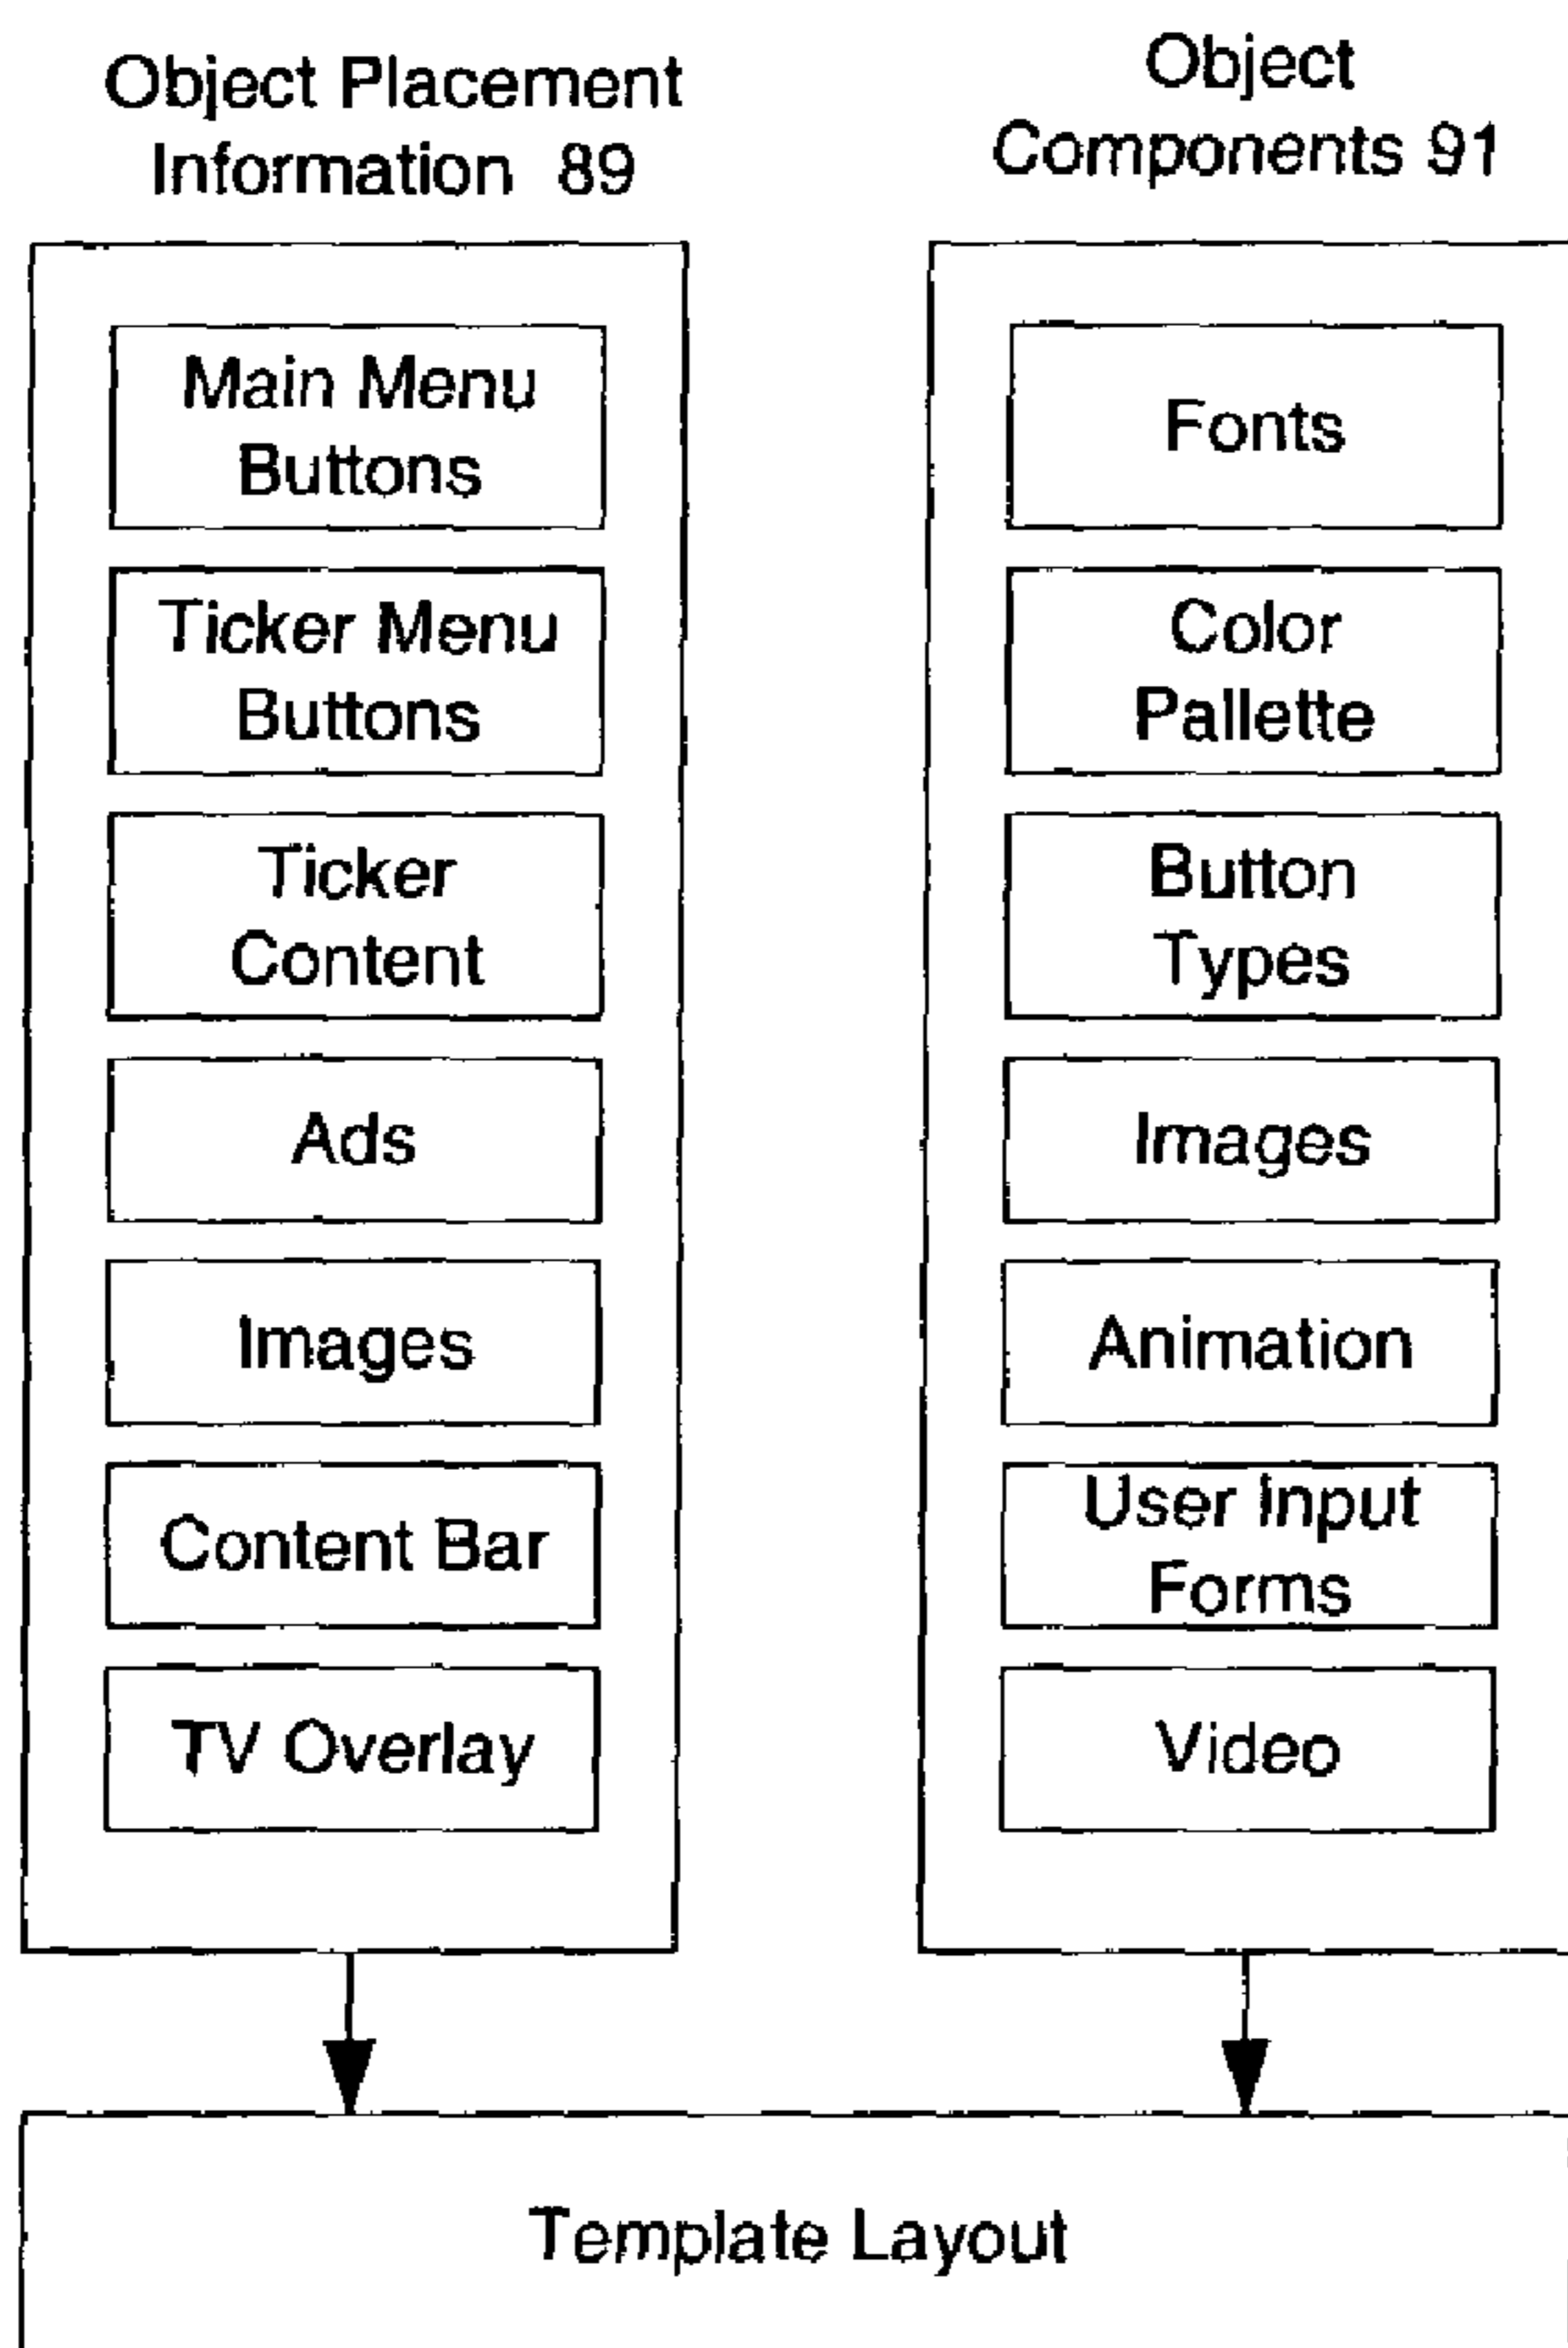 Object Placement
Information 89
Main Menu
Buttons
Ticker Menu
Buttons
Ticker
Content
Ads
Images
Content Bar
TV Overlay
Object
Components 91
Fonts
Color
Pallette
Button
Types
Images
Animation
User Input
Forms
Video
Template Layout